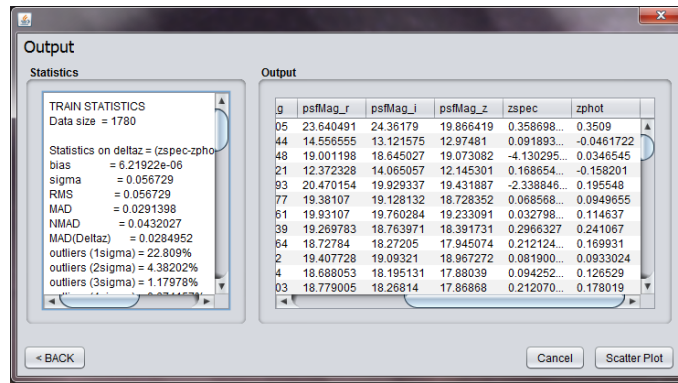 Output
Statistics
TRAIN STATISTICS
Data size = 1780
Statistics on deltaz = (zspec-zpho
bias = 6.21922e-06
sigma = 0.056729
RMS = 0.056729
MAD = 0.0291398
NMAD = 0.0432027
MAD(Deltaz) = 0.0284952
outliers (1sigma) = 22.809%
outliers (2sigma) = 4.38202%
outliers (3sigma) = 1.17978%
Output
g psfMag_r psfMag_i psfMag_z zspec zphot
05 23.640491 24.36179 19.866419 0.358698... 0.3509
44 14.556555 13.121575 12.97481 0.091893... -0.0461722
48 19.001198 18.645027 19.073082 -4.130295... 0.0346545
21 12.372328 14.065057 12.145301 0.168654... -0.158201
93 20.470154 19.929337 19.431887 -2.338846... 0.195548
77 19.38107 19.128132 18.728352 0.068568... 0.0949655
61 19.93107 19.760284 19.233091 0.032798... 0.114637
39 19.269783 18.763971 18.391731 0.2966327 0.241067
64 18.72784 18.27205 17.945074 0.212124... 0.169931
2 19.407728 19.09321 18.967272 0.081900... 0.0933024
4 18.688053 18.195131 17.88039 0.094252... 0.126529
03 18.779005 18.26814 17.86868 0.212070... 0.178019
< BACK
Cancel
Scatter Plot